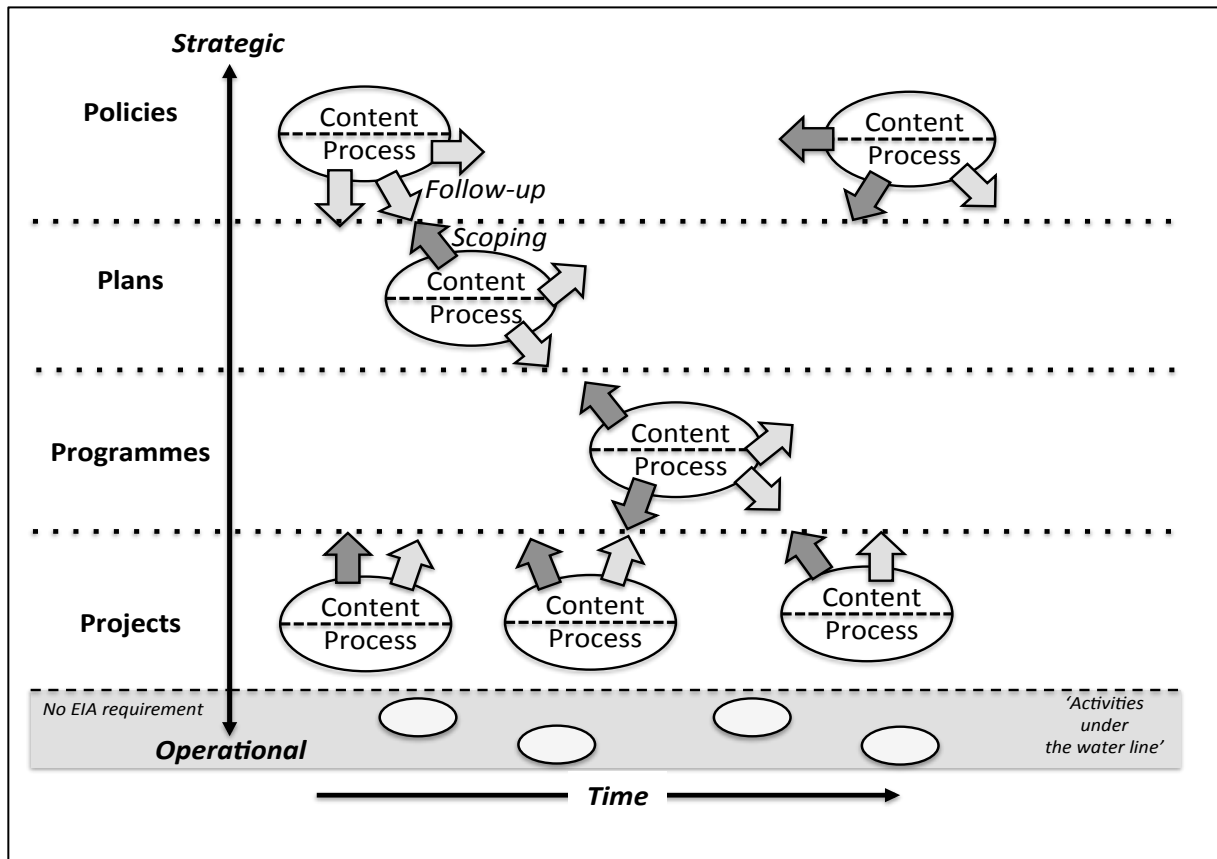 Strategic
Policies
Content
Process
Content
Process
Follow-up
Scoping
Plans
Content
Process
Programmes
Content
Process
Projects
Content
Process
Content
Process
Content
Process
No EIA requirement
‘Activities
under
the water line’
Operational
Time